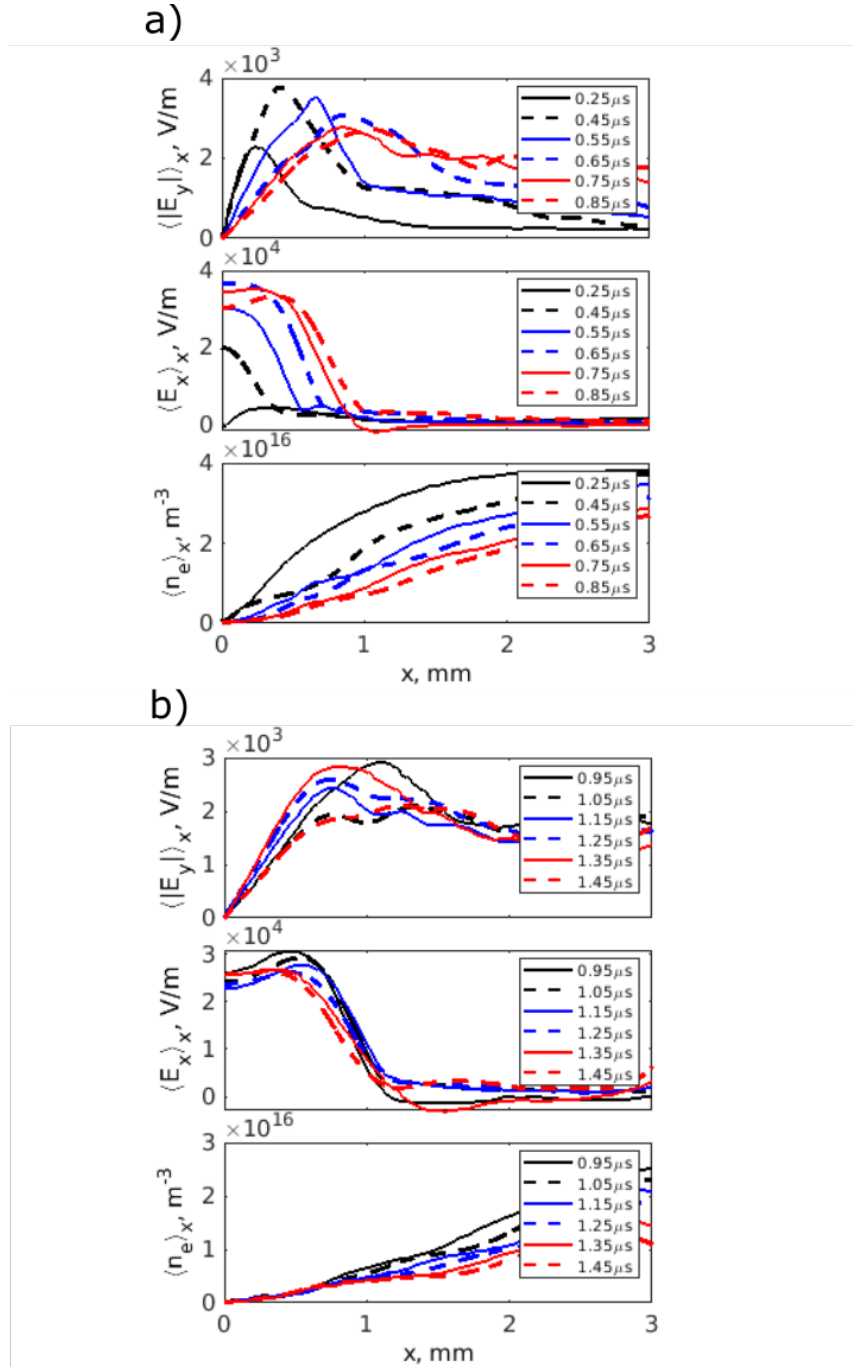 a)
×10³
⟨|E_y|⟩_x, V/m
4
2
0
0.25μs
0.45μs
0.55μs
0.65μs
0.75μs
0.85μs
×10⁴
⟨E_x⟩_x, V/m
4
2
0
0.25μs
0.45μs
0.55μs
0.65μs
0.75μs
0.85μs
×10¹⁶
⟨n_e⟩_x, m⁻³
4
2
0
0.25μs
0.45μs
0.55μs
0.65μs
0.75μs
0.85μs
0 1 2 3
x, mm
b)
×10³
⟨|E_y|⟩_x, V/m
3
2
1
0
0.95μs
1.05μs
1.15μs
1.25μs
1.35μs
1.45μs
×10⁴
⟨E_x⟩_x, V/m
3
2
1
0
0.95μs
1.05μs
1.15μs
1.25μs
1.35μs
1.45μs
×10¹⁶
⟨n_e⟩_x, m⁻³
3
2
1
0
0.95μs
1.05μs
1.15μs
1.25μs
1.35μs
1.45μs
0 1 2 3
x, mm